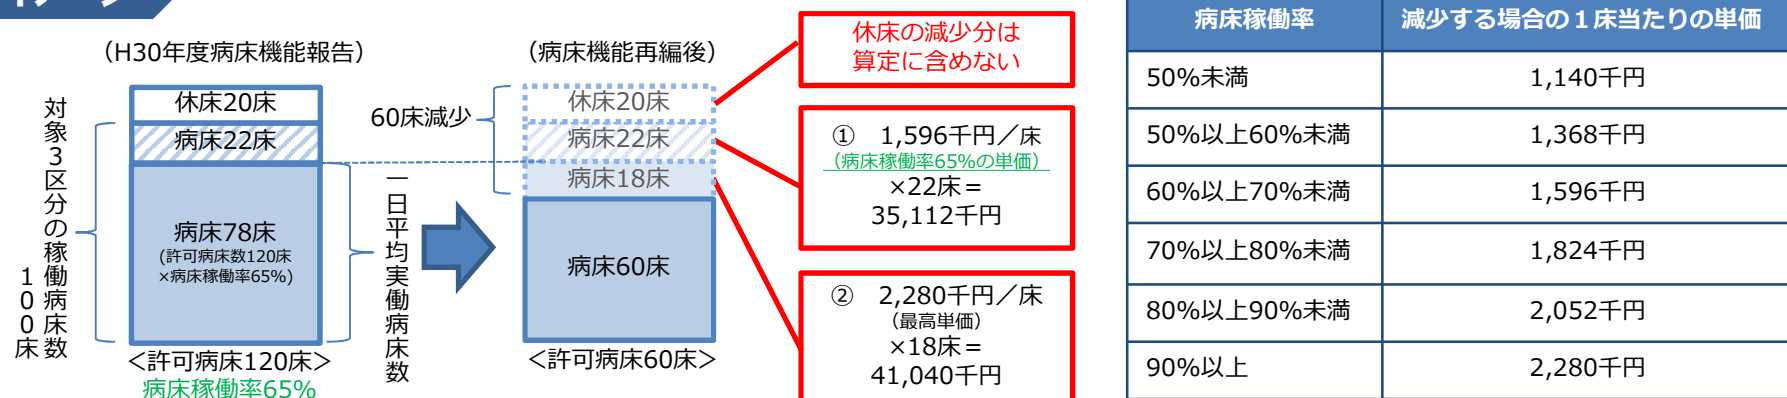 イメージ
（H30年度病床機能報告）
対象３区分の稼働病床数
１００床
休床20床
病床22床
病床78床
(許可病床数120床
×病床稼働率65%)
＜許可病床120床＞
病床稼働率65%
一日平均実働病床数
（病床機能再編後）
60床減少
休床20床
病床22床
病床18床
病床60床
＜許可病床60床＞
休床の減少分は
算定に含めない
① 1,596千円／床
（病床稼働率65%の単価）
×22床＝
35,112千円
② 2,280千円／床
（最高単価）
×18床＝
41,040千円
病床稼働率 減少する場合の１床当たりの単価
50%未満 1,140千円
50%以上60%未満 1,368千円
60%以上70%未満 1,596千円
70%以上80%未満 1,824千円
80%以上90%未満 2,052千円
90%以上 2,280千円